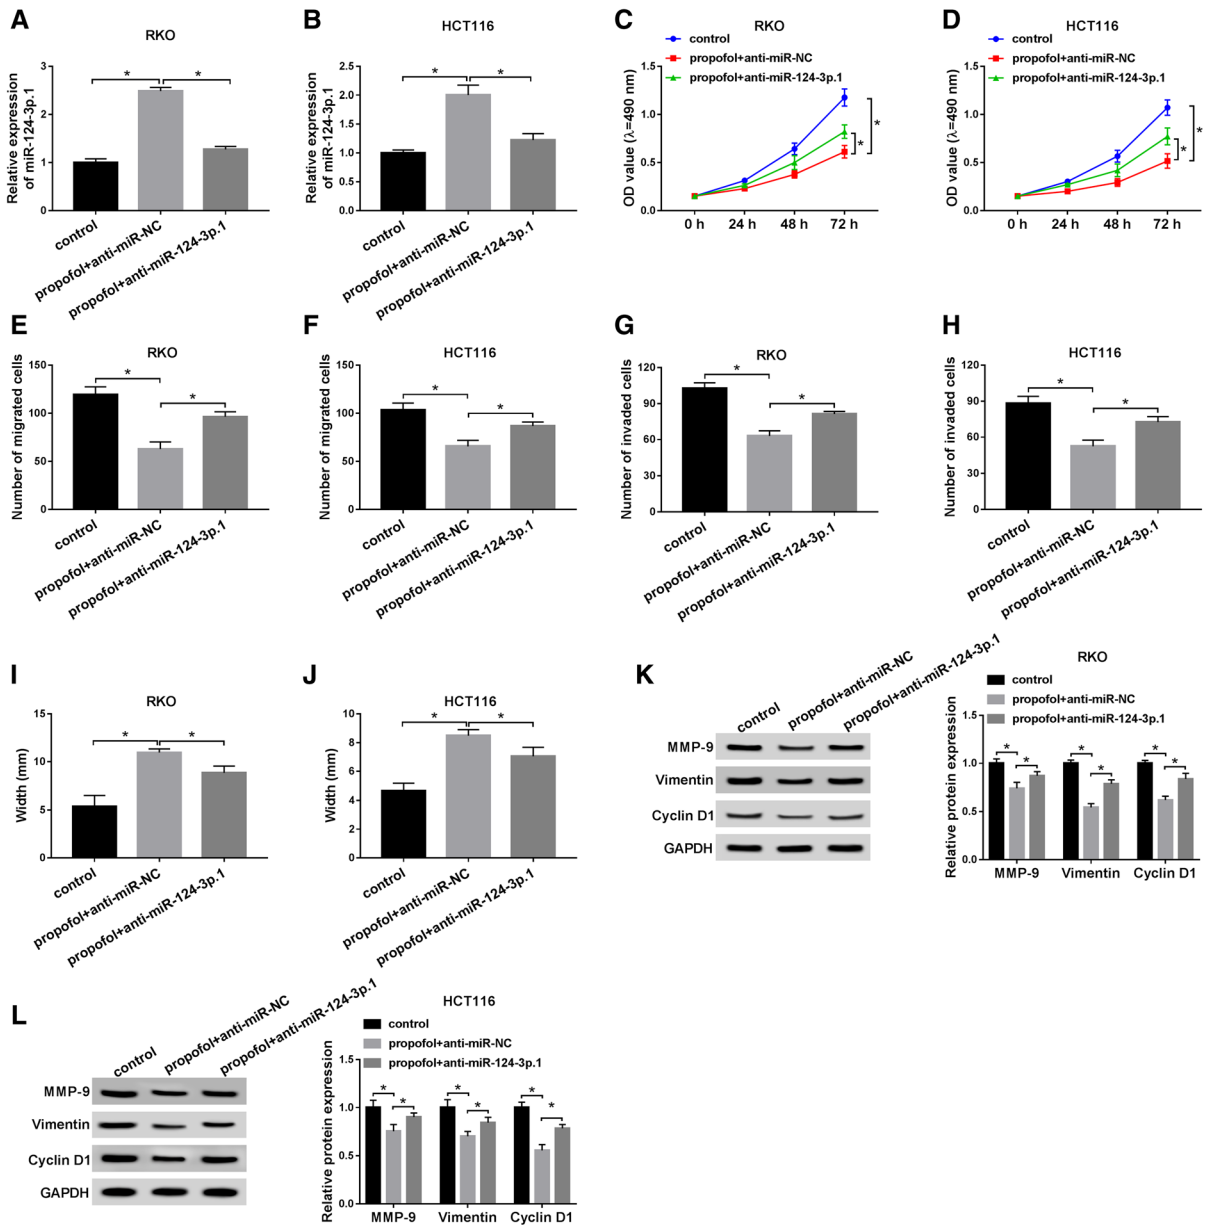 A
RKO
Relative expression
of miR-124-3p.1
3
2
1
0
*
*
control
propofol+anti-miR-NC
propofol+anti-miR-124-3p.1
B
HCT116
Relative expression
of miR-124-3p.1
2.5
2.0
1.5
1.0
0.5
0.0
*
*
control
propofol+anti-miR-NC
propofol+anti-miR-124-3p.1
C
RKO
control
propofol+anti-miR-NC
propofol+anti-miR-124-3p.1
OD value (λ=490 nm)
1.5
1.0
0.5
0.0
*
*
0 h 24 h 48 h 72 h
D
HCT116
control
propofol+anti-miR-NC
propofol+anti-miR-124-3p.1
OD value (λ=490 nm)
1.5
1.0
0.5
0.0
*
*
0 h 24 h 48 h 72 h
E
RKO
Number of migrated cells
150
100
50
0
*
*
control
propofol+anti-miR-NC
propofol+anti-miR-124-3p.1
F
HCT116
Number of migrated cells
150
100
50
0
*
*
control
propofol+anti-miR-NC
propofol+anti-miR-124-3p.1
G
RKO
Number of invaded cells
120
90
60
30
0
*
*
control
propofol+anti-miR-NC
propofol+anti-miR-124-3p.1
H
HCT116
Number of invaded cells
120
90
60
30
0
*
*
control
propofol+anti-miR-NC
propofol+anti-miR-124-3p.1
I
RKO
Width (mm)
15
10
5
0
*
*
control
propofol+anti-miR-NC
propofol+anti-miR-124-3p.1
J
HCT116
Width (mm)
10
8
6
4
2
0
*
*
control
propofol+anti-miR-NC
propofol+anti-miR-124-3p.1
K
control
propofol+anti-miR-NC
propofol+anti-miR-124-3p.1
MMP-9
Vimentin
Cyclin D1
GAPDH
RKO
control
propofol+anti-miR-NC
propofol+anti-miR-124-3p.1
Relative protein expression
1.5
1.0
0.5
0.0
* * *
* * *
MMP-9 Vimentin Cyclin D1
L
control
propofol+anti-miR-NC
propofol+anti-miR-124-3p.1
MMP-9
Vimentin
Cyclin D1
GAPDH
HCT116
control
propofol+anti-miR-NC
propofol+anti-miR-124-3p.1
Relative protein expression
1.5
1.0
0.5
0.0
* * *
* * *
MMP-9 Vimentin Cyclin D1